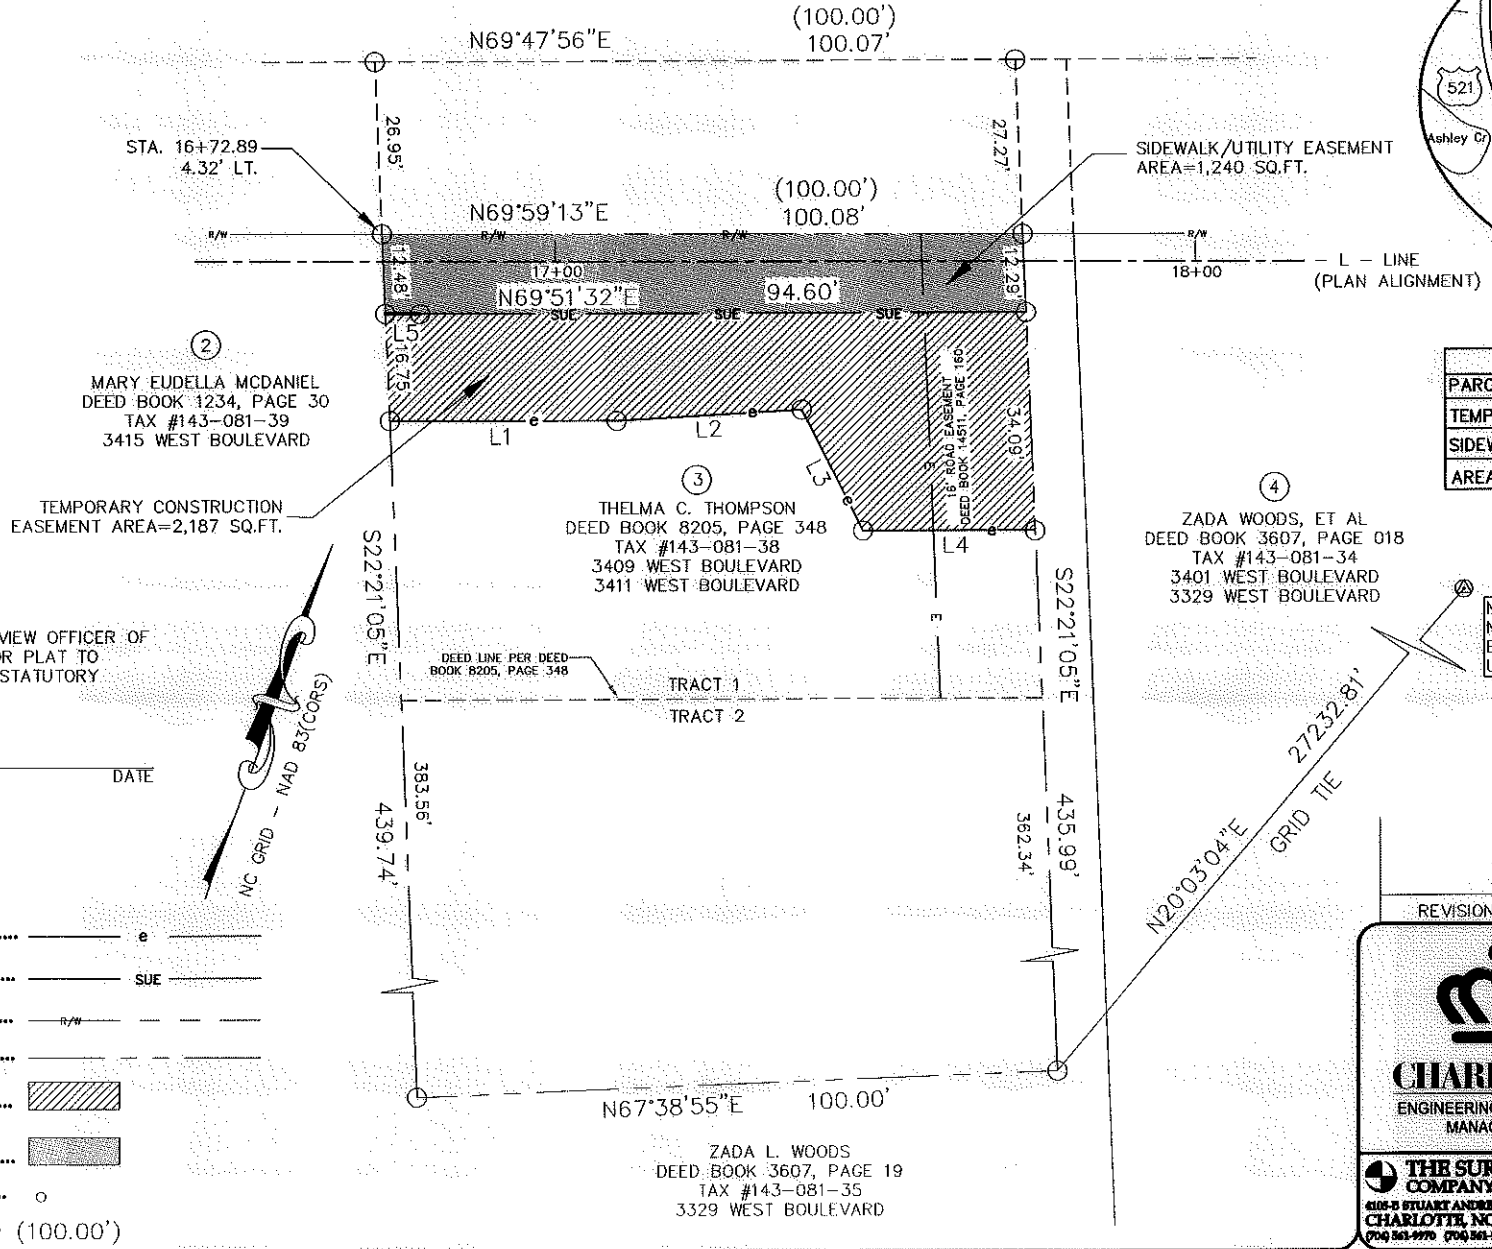 (100.00')
N69°47'56"E
100.07'
521
Ashley Cr
26.95'
27.27'
STA. 16+72.89
4.32' LT.
SIDEWALK/UTILITY EASEMENT
AREA=1,240 SQ.FT.
(100.00')
N69°59'13"E
100.08'
R/W
R/W
R/W
R/W
12.48'
12.29'
17+00
18+00
L - LINE
(PLAN ALIGNMENT)
N69°51'32"E
94.60'
SUE
SUE
SUE
L5
16.75'
2
MARY EUDELLA MCDANIEL
DEED BOOK 1234, PAGE 30
TAX #143-081-39
3415 WEST BOULEVARD
16' ROAD EASEMENT
DEED BOOK 14511, PAGE 160
34.09'
PARC
TEMP
SIDEW
AREA
L1
e
L2
e
L3
e
L4
e
E
E
TEMPORARY CONSTRUCTION
EASEMENT AREA=2,187 SQ.FT.
3
THELMA C. THOMPSON
DEED BOOK 8205, PAGE 348
TAX #143-081-38
3409 WEST BOULEVARD
3411 WEST BOULEVARD
4
ZADA WOODS, ET AL
DEED BOOK 3607, PAGE 018
TAX #143-081-34
3401 WEST BOULEVARD
3329 WEST BOULEVARD
S22°21'05"E
S22°21'05"E
VIEW OFFICER OF
OR PLAT TO
STATUTORY
DATE
NC GRID - NAD 83(CORS)
DEED LINE PER DEED
BOOK 8205, PAGE 348
TRACT 1
TRACT 2
383.56'
439.74'
362.34'
435.99'
27232.81'
N20°03'04"E
GRID TIE
e
SUE
R/W
(100.00')
N67°38'55"E
100.00'
ZADA L. WOODS
DEED BOOK 3607, PAGE 19
TAX #143-081-35
3329 WEST BOULEVARD
REVISION
CHARL
ENGINEERING
MANAG
THE SUR
COMPANY
CHARLOTTE, NC